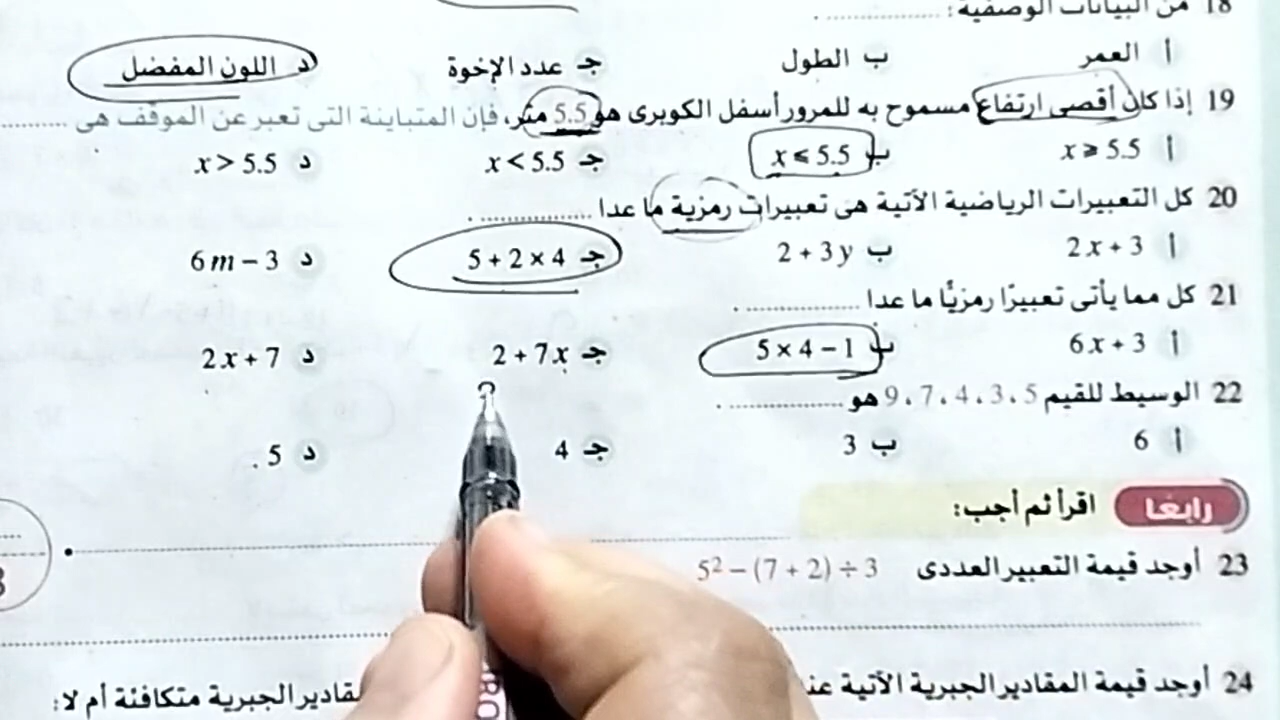 18 من البيانات الوصفية: ..............
أ العمر ب الطول جـ عدد الإخوة د اللون المفضل
19 إذا كان أقصى ارتفاع مسموح به للمرور أسفل الكوبرى هو 5.5 متر، فإن المتباينة التى تعبر عن الموقف هى ..........
أ x ⩾ 5.5 ب x ⩽ 5.5 جـ x < 5.5 د x > 5.5
20 كل التعبيرات الرياضية الآتية هى تعبيرات رمزية ما عدا ................ .
أ 2x + 3 ب 2 + 3y جـ 5 + 2 × 4 د 6m − 3
21 كل مما يأتى تعبيرًا رمزيًّا ما عدا ................ .
أ 6x + 3 ب 5 × 4 − 1 جـ 2 + 7x د 2x + 7
22 الوسيط للقيم 5 ، 3 ، 4 ، 7 ، 9 هو ................ .
3
أ 6 ب 3 جـ 4 د 5 .
رابعًا اقرأ ثم أجب:
23 أوجد قيمة التعبير العددى 5² − (7 + 2) ÷ 3
24 أوجد قيمة المقادير الجبرية الآتية المقادير الجبرية متكافئة أم لا: